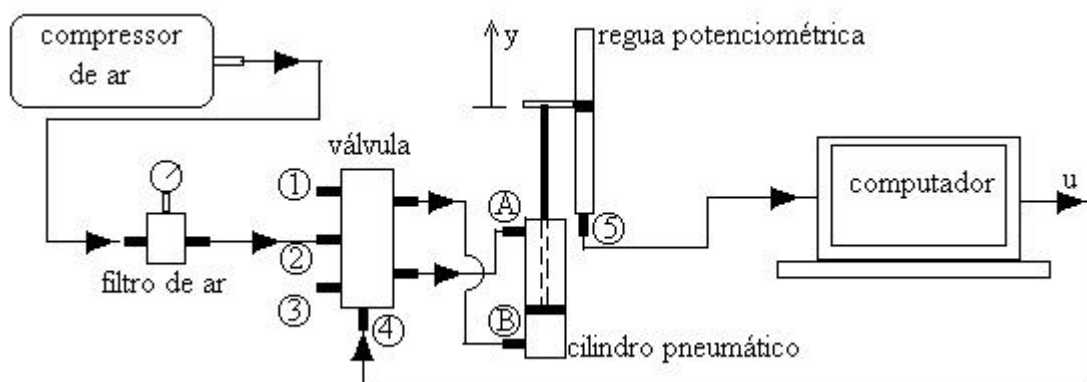 compressor
de ar
y
regua potenciométrica
válvula
①
②
③
④
filtro de ar
Ⓐ
Ⓑ
⑤
cilindro pneumático
computador
u